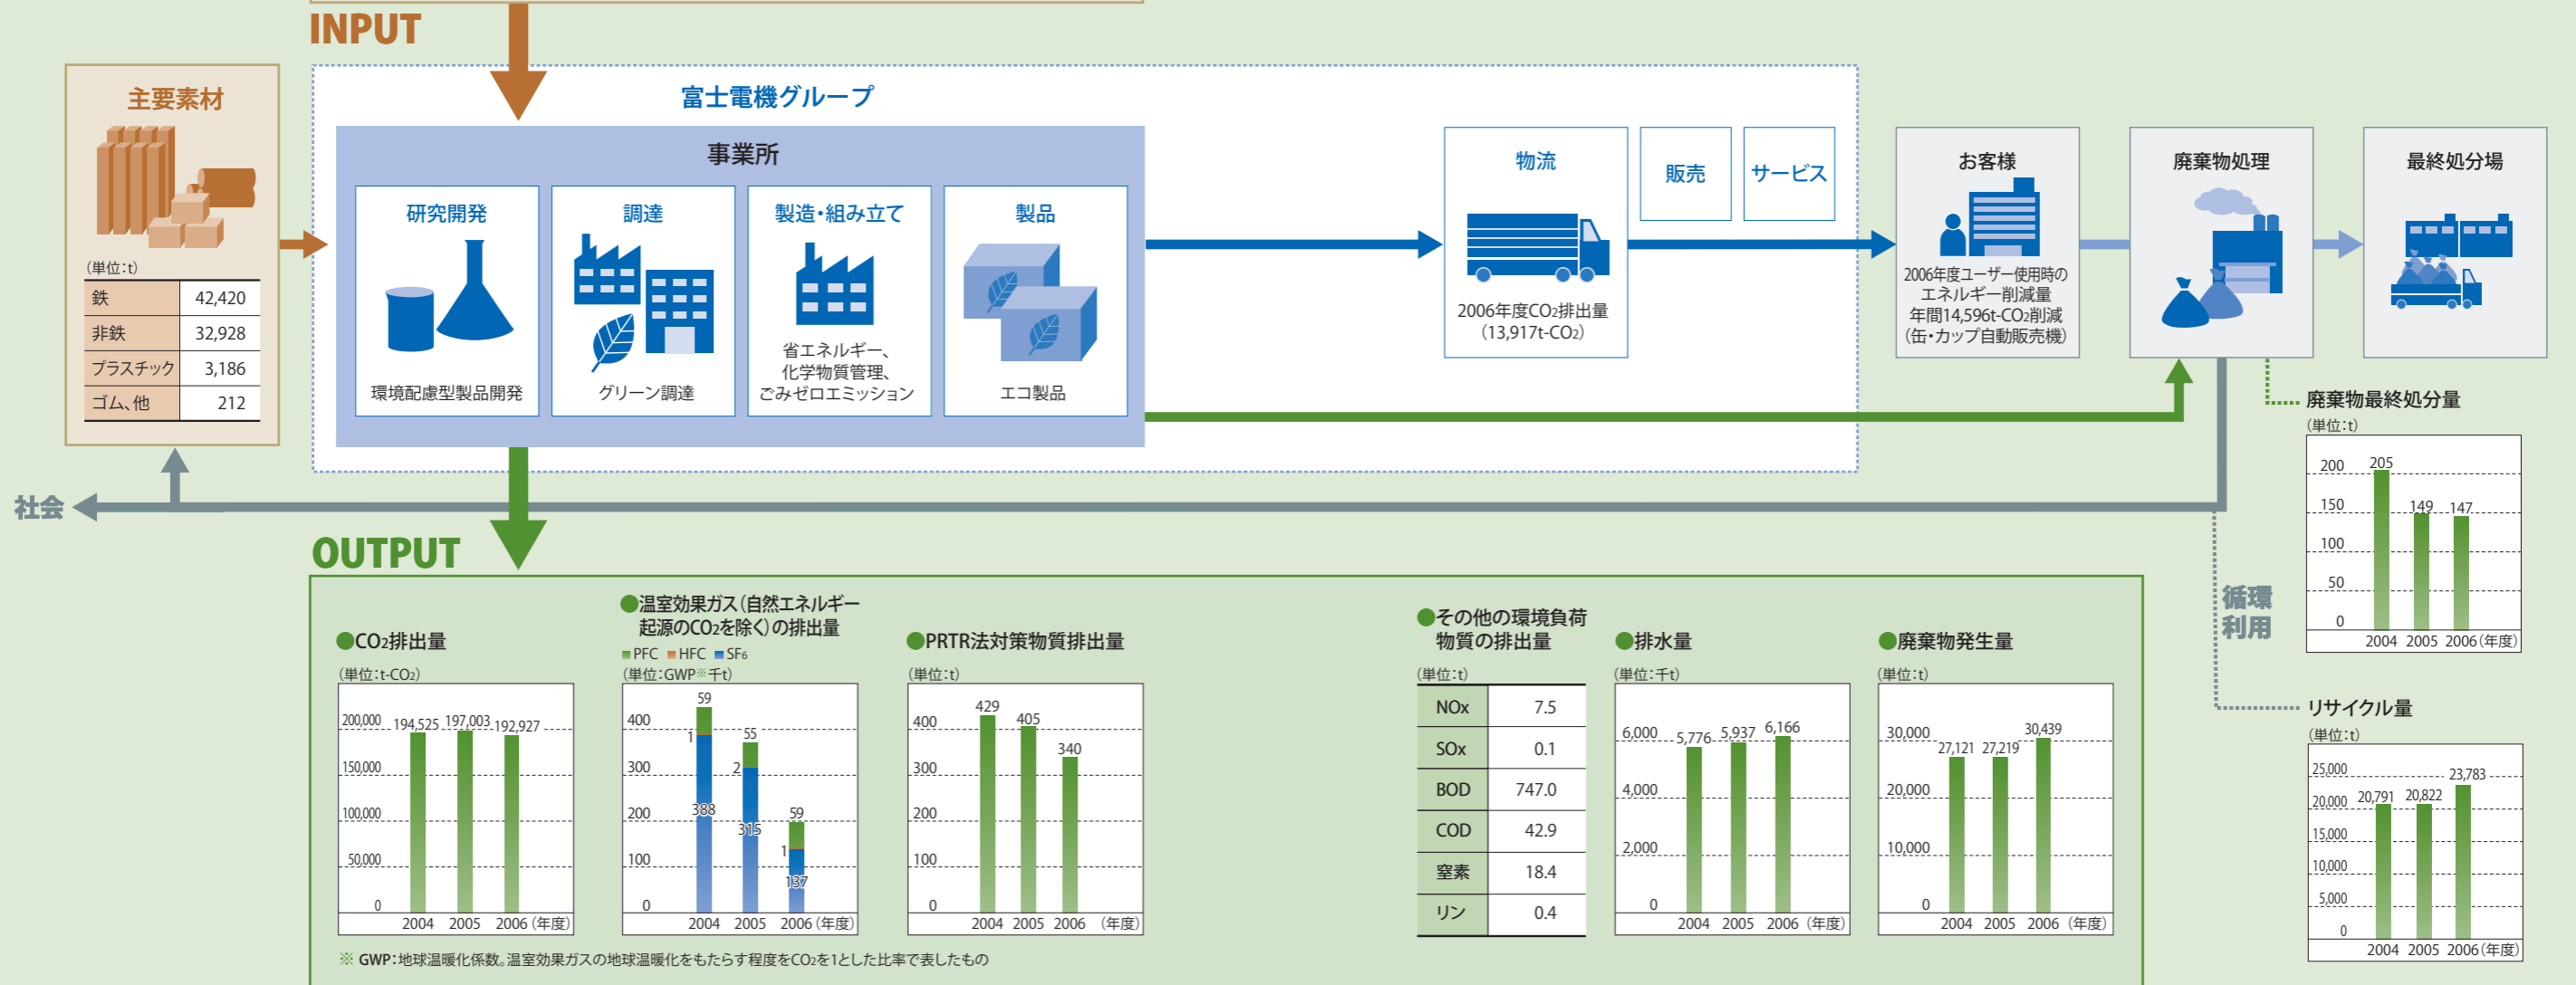 INPUT
主要素材
(単位:t)
鉄 42,420
非鉄 32,928
プラスチック 3,186
ゴム、他 212
富士電機グループ
事業所
研究開発
環境配慮型製品開発
調達
グリーン調達
製造・組み立て
省エネルギー、
化学物質管理、
ごみゼロエミッション
製品
エコ製品
物流
2006年度CO2排出量
(13,917t-CO2)
販売
サービス
お客様
2006年度ユーザー使用時の
エネルギー削減量
年間14,596t-CO2削減
(缶・カップ自動販売機)
廃棄物処理
最終処分場
社会
循環
利用
廃棄物最終処分量
(単位:t)
200
150
100
50
0
205
149
147
2004 2005 2006(年度)
リサイクル量
(単位:t)
25,000
20,000
15,000
10,000
5,000
0
20,791
20,822
23,783
2004 2005 2006(年度)
OUTPUT
●CO2排出量
(単位:t-CO2)
200,000
150,000
100,000
50,000
0
194,525
197,003
192,927
2004 2005 2006(年度)
●温室効果ガス(自然エネルギー
起源のCO2を除く)の排出量
PFC HFC SF6
(単位:GWP※千t)
400
300
200
100
0
59
1
388
55
2
315
59
1
137
2004 2005 2006(年度)
●PRTR法対策物質排出量
(単位:t)
400
300
200
100
0
429
405
340
2004 2005 2006 (年度)
●その他の環境負荷
物質の排出量
(単位:t)
NOx 7.5
SOx 0.1
BOD 747.0
COD 42.9
窒素 18.4
リン 0.4
●排水量
(単位:千t)
6,000
4,000
2,000
0
5,776
5,937
6,166
2004 2005 2006(年度)
●廃棄物発生量
(単位:t)
30,000
20,000
10,000
0
27,121
27,219
30,439
2004 2005 2006(年度)
※ GWP:地球温暖化係数。温室効果ガスの地球温暖化をもたらす程度をCO2を1とした比率で表したもの